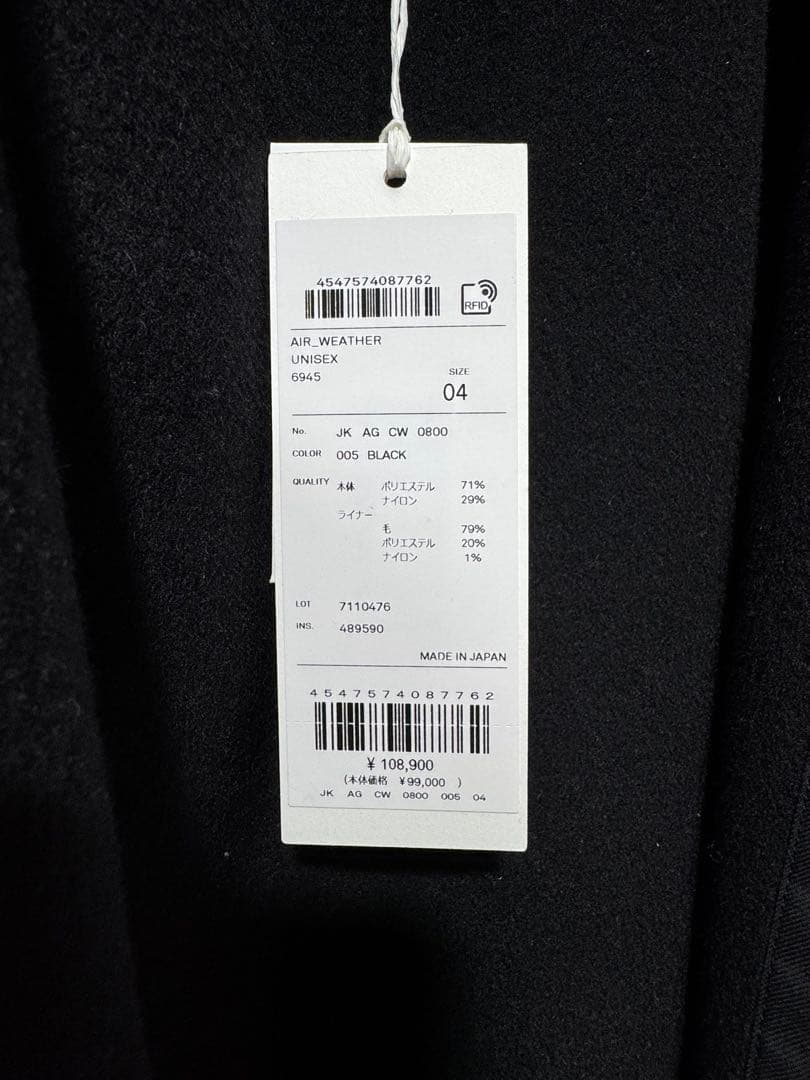 4547574087762
RFID
AIR_WEATHER
UNISEX
6945
SIZE
04
No. JK AG CW 0800
COLOR 005 BLACK
QUALITY 本体 ポリエステル 71%
ナイロン 29%
ライナー
毛 79%
ポリエステル 20%
ナイロン 1%
LOT 7110476
INS. 489590
MADE IN JAPAN
4547574087762
¥ 108,900
(本体価格 ¥99,000 )
JK AG CW 0800 005 04